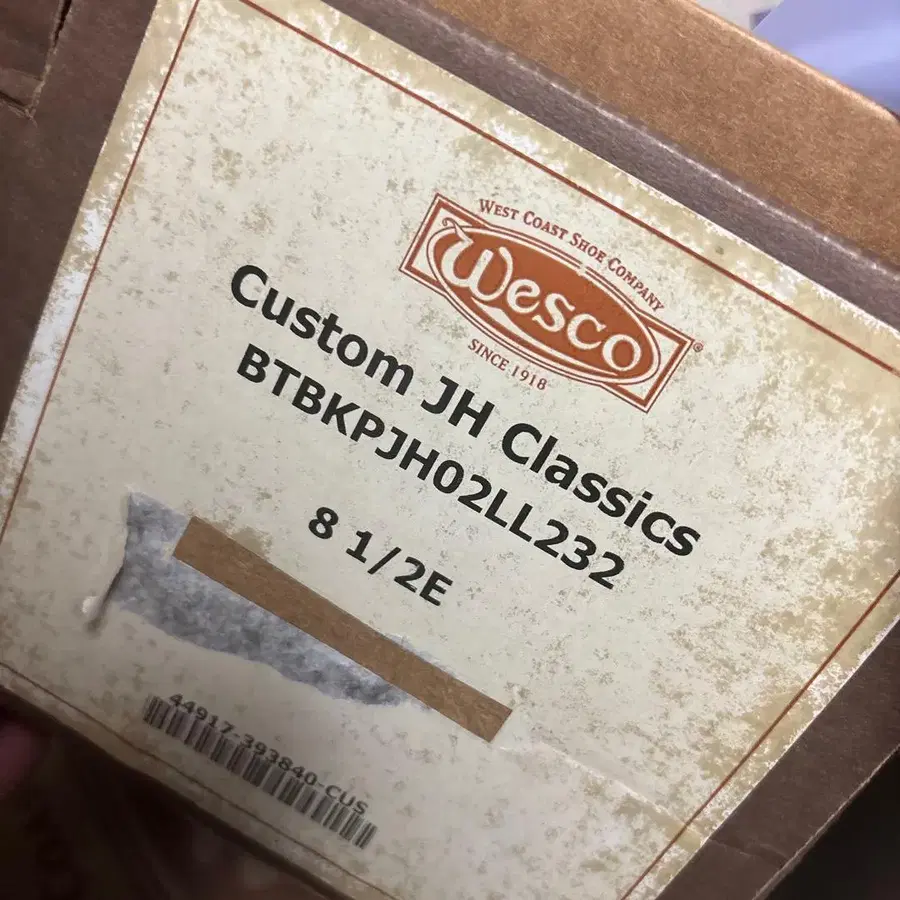 WEST COAST SHOE COMPANY
Wesco®
SINCE 1918
Custom JH Classics
BTBKPJH02LL232
8 1/2E
44917-393840-CUS